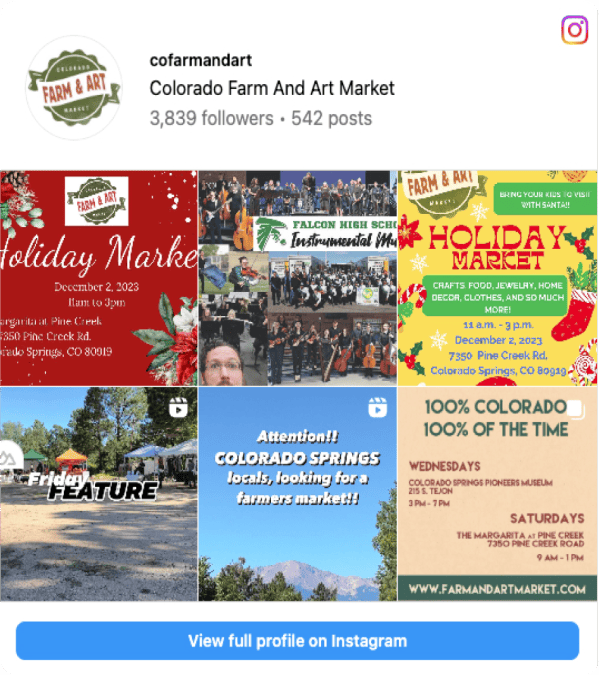 cofarmandart
Colorado Farm And Art Market
3,839 followers • 542 posts
COLORADO
FARM & ART
MARKET
FARM & ART
Holiday Marke
December 2, 2023
11am to 3pm
argarita at Pine Creek
7350 Pine Creek Rd.
rado Springs, CO 80919
FALCON HIGH SCHO
Instrumental Mu
FARM & ART
MARKET
BRING YOUR KIDS TO VISIT
WITH SANTA!!
HOLIDAY
MARKET
CRAFTS, FOOD, JEWELRY, HOME
DECOR, CLOTHES, AND SO MUCH
MORE!
11 a.m. - 3 p.m.
December 2, 2023
7350 Pine Creek Rd,
Colorado Springs, CO 80919
Friday
FEATURE
Attention!!
COLORADO SPRINGS
locals, looking for a
farmers market!!
100% COLORADO
100% OF THE TIME
WEDNESDAYS
COLORADO SPRINGS PIONEERS MUSEUM
215 S. TEJON
3 PM - 7 PM
SATURDAYS
THE MARGARITA AT PINE CREEK
7350 PINE CREEK ROAD
9 AM - 1 PM
WWW.FARMANDARTMARKET.COM
View full profile on Instagram